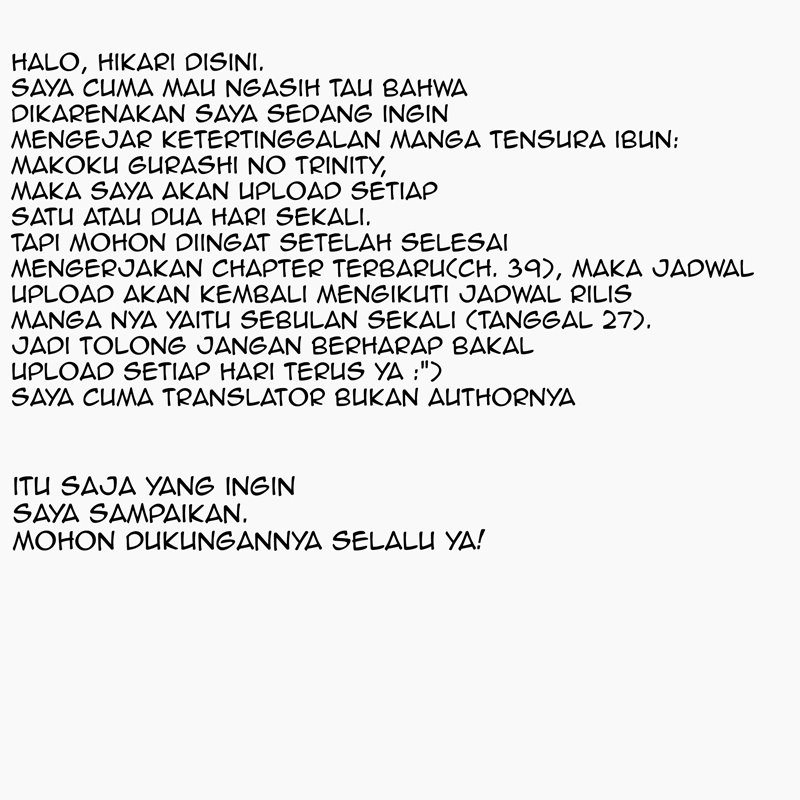 HALO, HIKARI DISINI.
SAYA CUMA MAU NGASIH TAU BAHWA
DIKARENAKAN SAYA SEDANG INGIN
MENGEJAR KETERTINGGALAN MANGA TENSURA IBUN:
MAKOKU GURASHI NO TRINITY,
MAKA SAYA AKAN UPLOAD SETIAP
SATU ATAU DUA HARI SEKALI.
TAPI MOHON DIINGAT SETELAH SELESAI
MENGERJAKAN CHAPTER TERBARU(CH. 39), MAKA JADWAL
UPLOAD AKAN KEMBALI MENGIKUTI JADWAL RILIS
MANGA NYA YAITU SEBULAN SEKALI (TANGGAL 27).
JADI TOLONG JANGAN BERHARAP BAKAL
UPLOAD SETIAP HARI TERUS YA :")
SAYA CUMA TRANSLATOR BUKAN AUTHORNYA
ITU SAJA YANG INGIN
SAYA SAMPAIKAN.
MOHON DUKUNGANNYA SELALU YA!